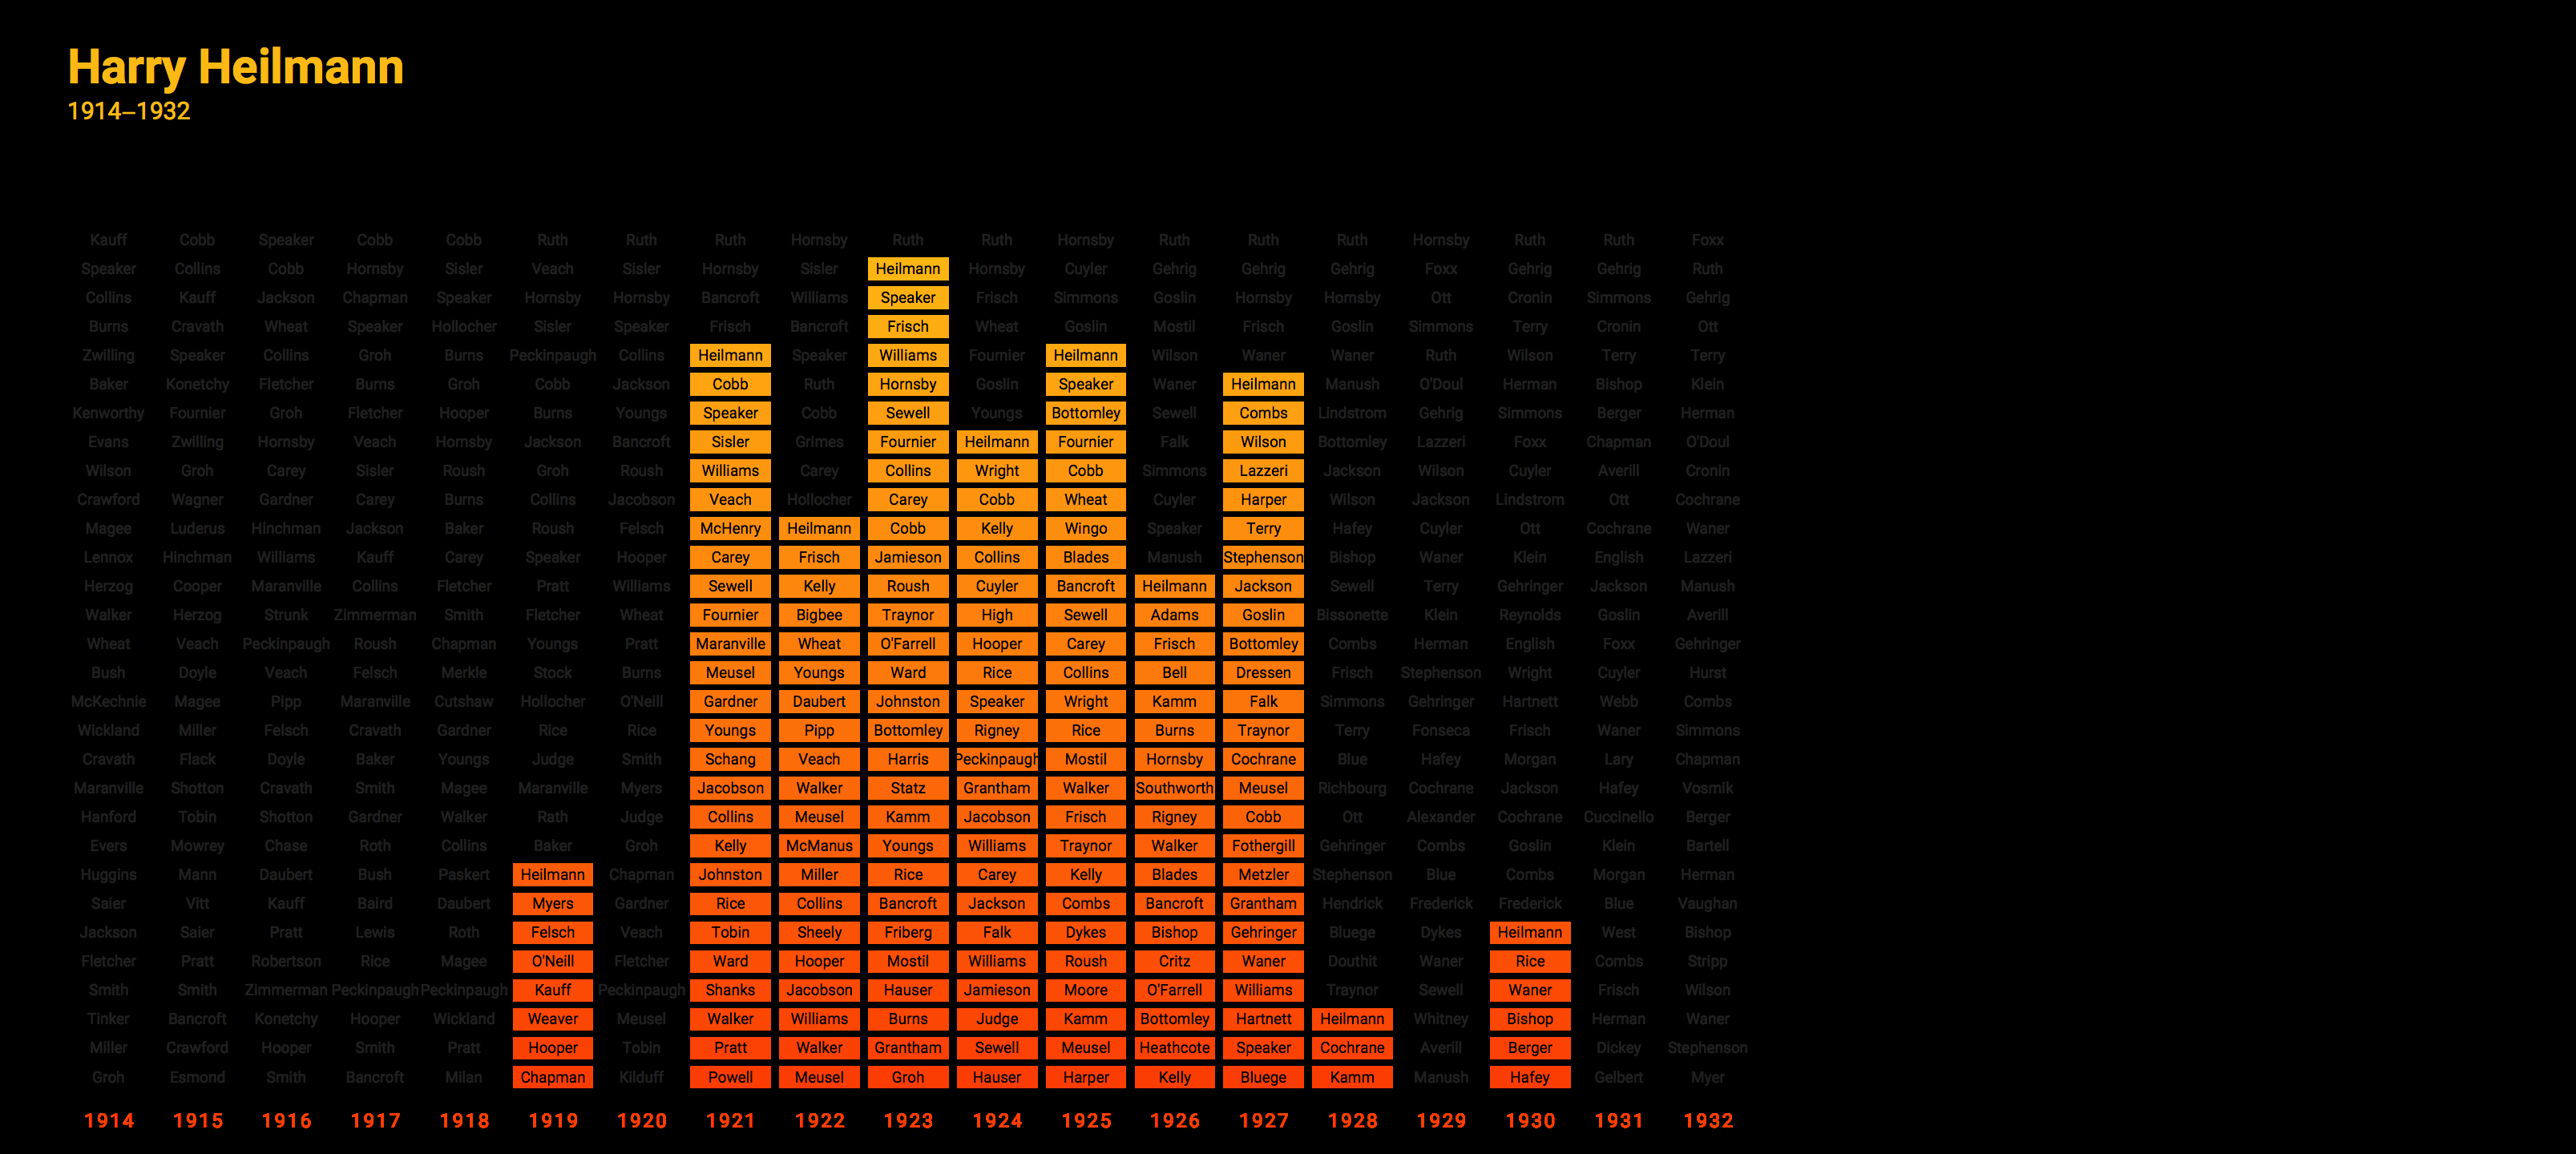 Harry Heilmann
1914–1932
Kauff Cobb Speaker Cobb Cobb Ruth Ruth Ruth Hornsby Ruth Ruth Hornsby Ruth Ruth Ruth Hornsby Ruth Ruth Foxx
Speaker Collins Cobb Hornsby Sisler Veach Sisler Hornsby Sisler Heilmann Hornsby Cuyler Gehrig Gehrig Gehrig Foxx Gehrig Gehrig Ruth
Collins Kauff Jackson Chapman Speaker Hornsby Hornsby Bancroft Williams Speaker Frisch Simmons Goslin Hornsby Hornsby Ott Cronin Simmons Gehrig
Burns Cravath Wheat Speaker Hollocher Sisler Speaker Frisch Bancroft Frisch Wheat Goslin Mostil Frisch Goslin Simmons Terry Cronin Ott
Zwilling Speaker Collins Groh Burns Peckinpaugh Collins Heilmann Speaker Williams Fournier Heilmann Wilson Waner Waner Ruth Wilson Terry Terry
Baker Konetchy Fletcher Burns Groh Cobb Jackson Cobb Ruth Hornsby Goslin Speaker Waner Heilmann Manush O'Doul Herman Bishop Klein
Kenworthy Fournier Groh Fletcher Hooper Burns Youngs Speaker Cobb Sewell Youngs Bottomley Sewell Combs Lindstrom Gehrig Simmons Berger Herman
Evans Zwilling Hornsby Veach Hornsby Jackson Bancroft Sisler Grimes Fournier Heilmann Fournier Falk Wilson Bottomley Lazzeri Foxx Chapman O'Doul
Wilson Groh Carey Sisler Roush Groh Roush Williams Carey Collins Wright Cobb Simmons Lazzeri Jackson Wilson Cuyler Averill Cronin
Crawford Wagner Gardner Carey Burns Collins Jacobson Veach Hollocher Carey Cobb Wheat Cuyler Harper Wilson Jackson Lindstrom Ott Cochrane
Magee Luderus Hinchman Jackson Baker Roush Felsch McHenry Heilmann Cobb Kelly Wingo Speaker Terry Hafey Cuyler Ott Cochrane Waner
Lennox Hinchman Williams Kauff Carey Speaker Hooper Carey Frisch Jamieson Collins Blades Manush Stephenson Bishop Waner Klein English Lazzeri
Herzog Cooper Maranville Collins Fletcher Pratt Williams Sewell Kelly Roush Cuyler Bancroft Heilmann Jackson Sewell Terry Gehringer Jackson Manush
Walker Herzog Strunk Zimmerman Smith Fletcher Wheat Fournier Bigbee Traynor High Sewell Adams Goslin Bissonette Klein Reynolds Goslin Averill
Wheat Veach Peckinpaugh Roush Chapman Youngs Pratt Maranville Wheat O'Farrell Hooper Carey Frisch Bottomley Combs Herman English Foxx Gehringer
Bush Doyle Veach Felsch Merkle Stock Burns Meusel Youngs Ward Rice Collins Bell Dressen Frisch Stephenson Wright Cuyler Hurst
McKechnie Magee Pipp Maranville Cutshaw Hollocher O'Neill Gardner Daubert Johnston Speaker Wright Kamm Falk Simmons Gehringer Hartnett Webb Combs
Wickland Miller Felsch Cravath Gardner Rice Rice Youngs Pipp Bottomley Rigney Rice Burns Traynor Terry Fonseca Frisch Waner Simmons
Cravath Flack Doyle Baker Youngs Judge Smith Schang Veach Harris Peckinpaugh Mostil Hornsby Cochrane Blue Hafey Morgan Lary Chapman
Maranville Shotton Cravath Smith Magee Maranville Myers Jacobson Walker Statz Grantham Walker Southworth Meusel Richbourg Cochrane Jackson Hafey Vosmik
Hanford Tobin Shotton Gardner Walker Rath Judge Collins Meusel Kamm Jacobson Frisch Rigney Cobb Ott Alexander Cochrane Cuccinello Berger
Evers Mowrey Chase Roth Collins Baker Groh Kelly McManus Youngs Williams Traynor Walker Fothergill Gehringer Combs Goslin Klein Bartell
Huggins Mann Daubert Bush Paskert Heilmann Chapman Johnston Miller Rice Carey Kelly Blades Metzler Stephenson Blue Combs Morgan Herman
Saier Vitt Kauff Baird Daubert Myers Gardner Rice Collins Bancroft Jackson Combs Bancroft Grantham Hendrick Frederick Frederick Blue Vaughan
Jackson Saier Pratt Lewis Roth Felsch Veach Tobin Sheely Friberg Falk Dykes Bishop Gehringer Bluege Dykes Heilmann West Bishop
Fletcher Pratt Robertson Rice Magee O'Neill Fletcher Ward Hooper Mostil Williams Roush Critz Waner Douthit Waner Rice Combs Stripp
Smith Smith Zimmerman Peckinpaugh Peckinpaugh Kauff Peckinpaugh Shanks Jacobson Hauser Jamieson Moore O'Farrell Williams Traynor Sewell Waner Frisch Wilson
Tinker Bancroft Konetchy Hooper Wickland Weaver Meusel Walker Williams Burns Judge Kamm Bottomley Hartnett Heilmann Whitney Bishop Herman Waner
Miller Crawford Hooper Smith Pratt Hooper Tobin Pratt Walker Grantham Sewell Meusel Heathcote Speaker Cochrane Averill Berger Dickey Stephenson
Groh Esmond Smith Bancroft Milan Chapman Kilduff Powell Meusel Groh Hauser Harper Kelly Bluege Kamm Manush Hafey Gelbert Myer
1914 1915 1916 1917 1918 1919 1920 1921 1922 1923 1924 1925 1926 1927 1928 1929 1930 1931 1932